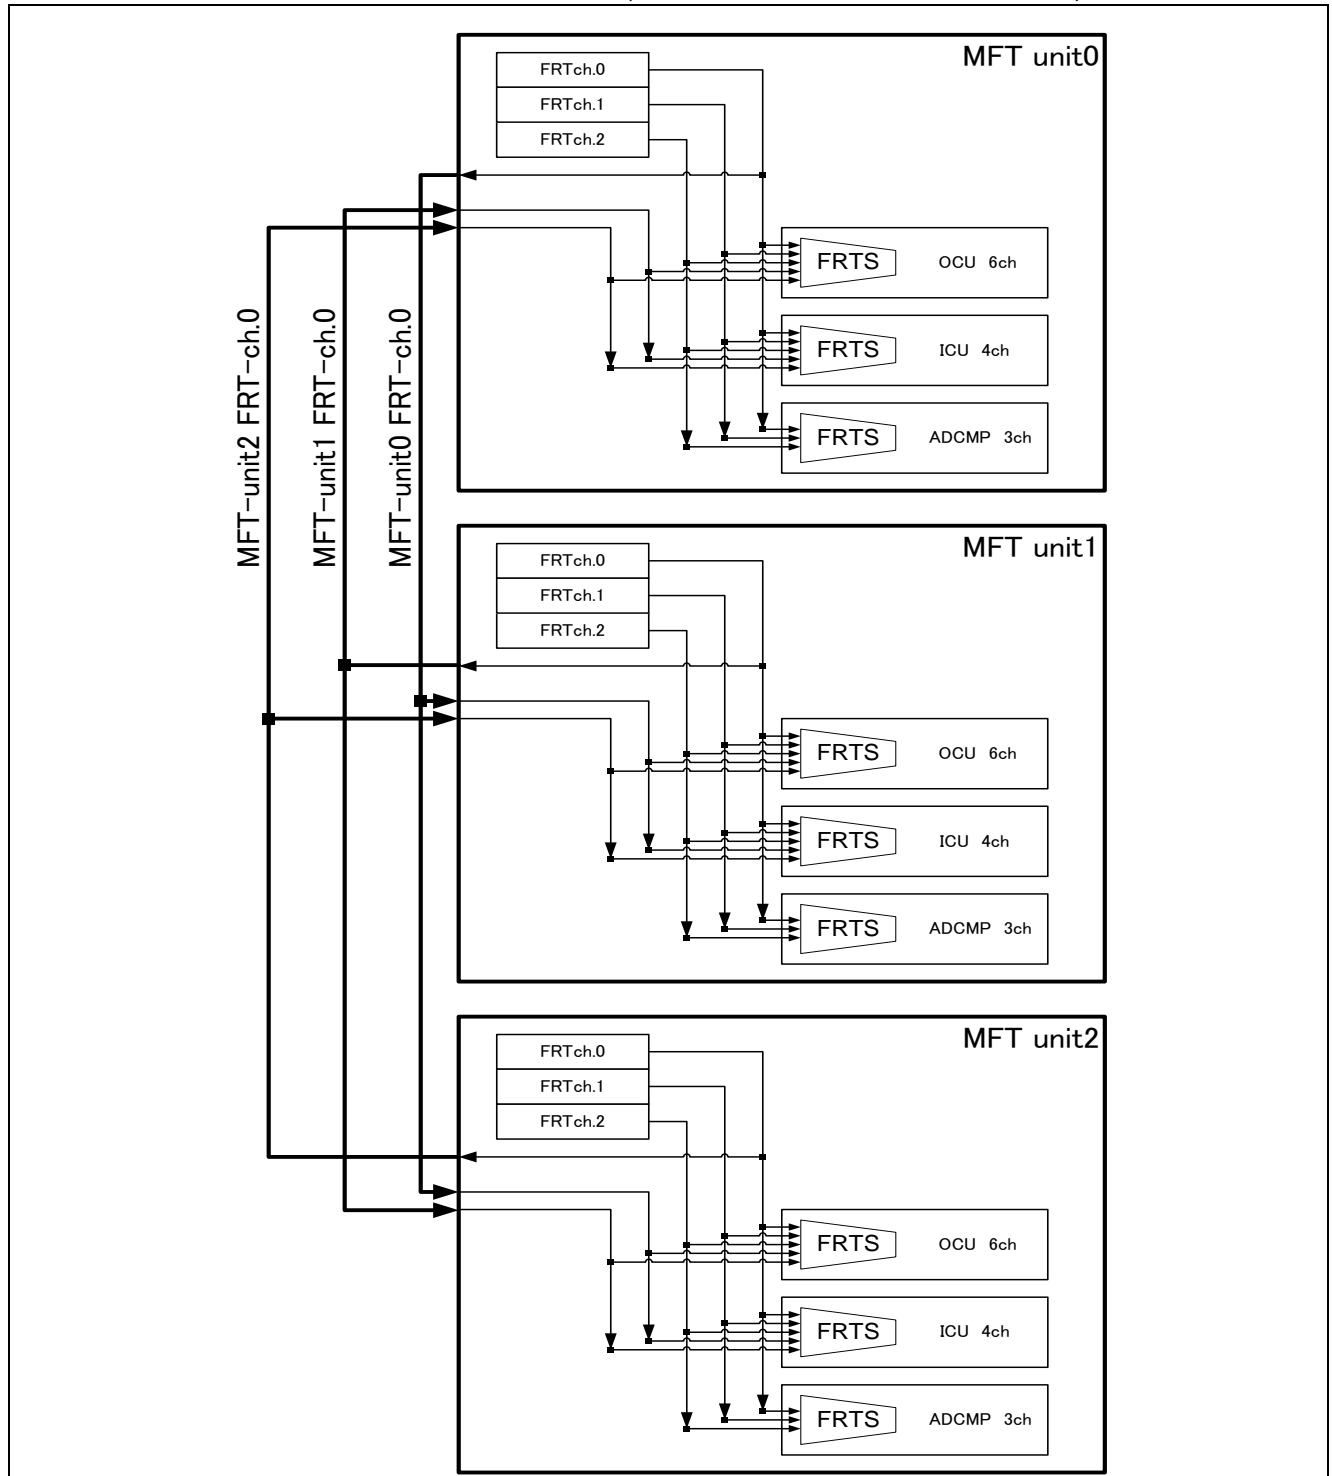 MFT unit0
FRTch.0
FRTch.1
FRTch.2
FRTS
OCU 6ch
FRTS
ICU 4ch
FRTS
ADCMP 3ch
MFT-unit2 FRT-ch.0
MFT-unit1 FRT-ch.0
MFT-unit0 FRT-ch.0
MFT unit1
FRTch.0
FRTch.1
FRTch.2
FRTS
OCU 6ch
FRTS
ICU 4ch
FRTS
ADCMP 3ch
MFT unit2
FRTch.0
FRTch.1
FRTch.2
FRTS
OCU 6ch
FRTS
ICU 4ch
FRTS
ADCMP 3ch